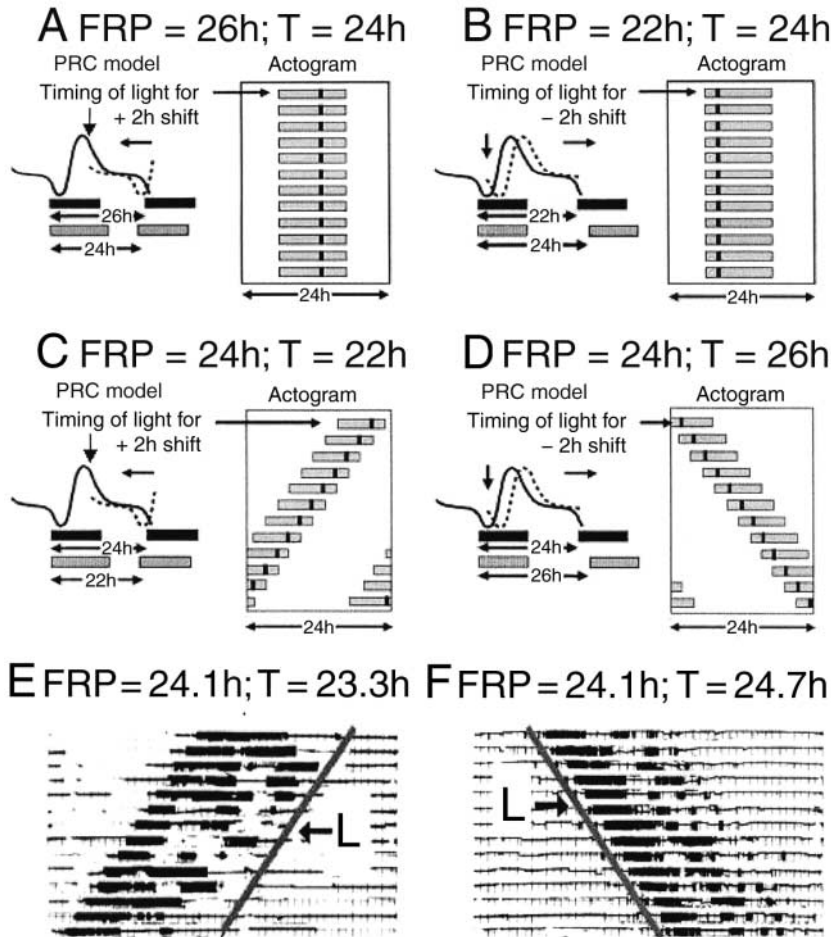 A FRP = 26h; T = 24h
PRC model
Actogram
Timing of light for
+ 2h shift
26h
24h
24h
B FRP = 22h; T = 24h
PRC model
Actogram
Timing of light for
− 2h shift
22h
24h
24h
C FRP = 24h; T = 22h
PRC model
Actogram
Timing of light for
+ 2h shift
24h
22h
24h
D FRP = 24h; T = 26h
PRC model
Actogram
Timing of light for
− 2h shift
24h
26h
24h
E FRP = 24.1h; T = 23.3h
L
F FRP = 24.1h; T = 24.7h
L